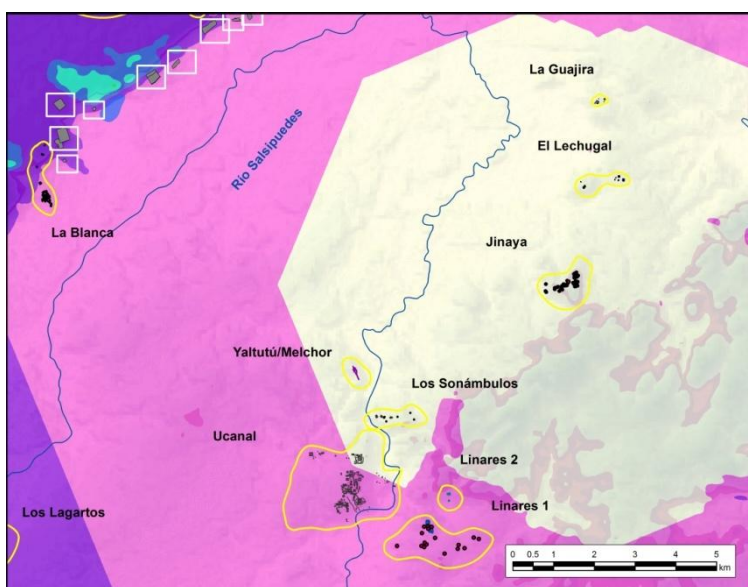 La Guajira
El Lechugal
Río Salsipuedes
La Blanca
Jinaya
Yaltutú/Melchor
Los Sonámbulos
Ucanal
Linares 2
Los Lagartos
Linares 1
0 0.5 1 2 3 4 5
km